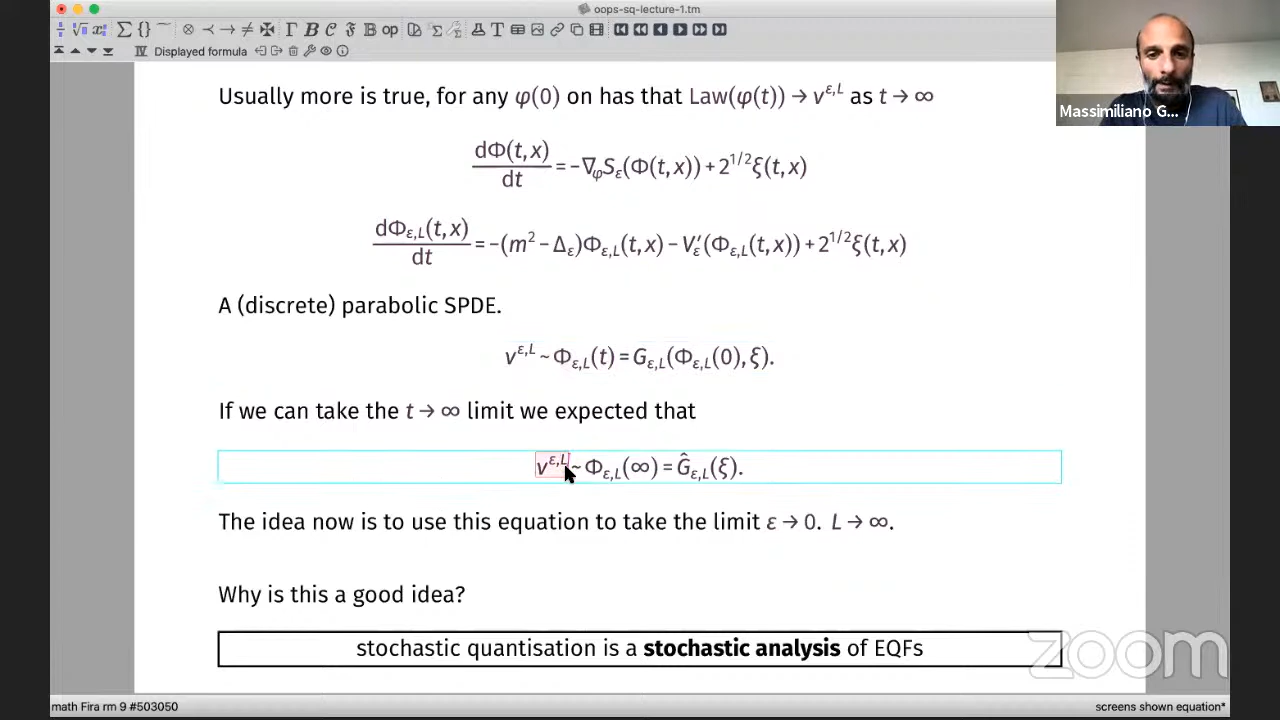 oops-sq-lecture-1.tm
Displayed formula
Massimiliano G...
Usually more is true, for any φ(0) on has that Law(φ(t)) → ν^{ε,L} as t → ∞
dΦ(t, x)/dt = −∇_φS_ε(Φ(t, x)) + 2^{1/2}ξ(t, x)
dΦ_{ε,L}(t, x)/dt = −(m² − Δ_ε)Φ_{ε,L}(t, x) − V′_ε(Φ_{ε,L}(t, x)) + 2^{1/2}ξ(t, x)
A (discrete) parabolic SPDE.
ν^{ε,L} ~ Φ_{ε,L}(t) = G_{ε,L}(Φ_{ε,L}(0), ξ).
If we can take the t → ∞ limit we expected that
ν^{ε,L} ~ Φ_{ε,L}(∞) = Ĝ_{ε,L}(ξ).
The idea now is to use this equation to take the limit ε → 0. L → ∞.
Why is this a good idea?
stochastic quantisation is a stochastic analysis of EQFs
zoom
math Fira rm 9 #503050
screens shown equation*